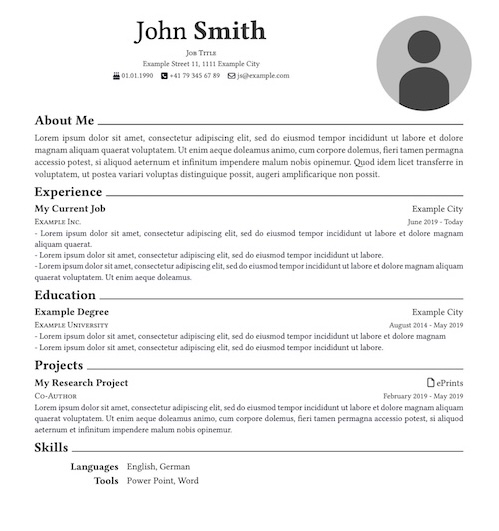 John Smith
Job Title
Example Street 11, 1111 Example City
01.01.1990 +41 79 345 67 89 js@example.com
About Me
Lorem ipsum dolor sit amet, consectetur adipiscing elit, sed do eiusmod tempor incididunt ut labore et dolore
magnam aliquam quaerat voluptatem. Ut enim aeque doleamus animo, cum corpore dolemus, fieri tamen permagna
accessio potest, si aliquod aeternum et infinitum impendere malum nobis opinemur. Quod idem licet transferre in
voluptatem, ut postea variari voluptas distinguique possit, augeri amplificarique non possit.
Experience
My Current Job Example City
Example Inc. June 2019 - Today
- Lorem ipsum dolor sit amet, consectetur adipiscing elit, sed do eiusmod tempor incididunt ut labore et dolore magnam
aliquam quaerat.
- Lorem ipsum dolor sit amet, consectetur adipiscing elit, sed do eiusmod tempor incididunt ut labore.
- Lorem ipsum dolor sit amet, consectetur adipiscing elit, sed do eiusmod tempor incididunt ut labore et dolore magnam aliquam
quaerat voluptatem. Ut enim aeque doleamus.
Education
Example Degree Example City
Example University August 2014 - May 2019
- Lorem ipsum dolor sit amet, consectetur adipiscing elit, sed do eiusmod tempor incididunt ut labore et dolore magnam
- Lorem ipsum dolor sit amet, consectetur adipiscing elit, sed do eiusmod tempor incididunt ut labore.
Projects
My Research Project ePrints
Co-Author February 2019 - May 2019
Lorem ipsum dolor sit amet, consectetur adipiscing elit, sed do eiusmod tempor incididunt ut labore et dolore magnam aliquam
quaerat voluptatem. Ut enim aeque doleamus animo, cum corpore dolemus, fieri tamen permagna accessio potest, si aliquod
aeternum et infinitum impendere malum nobis opinemur.
Skills
Languages English, German
Tools Power Point, Word